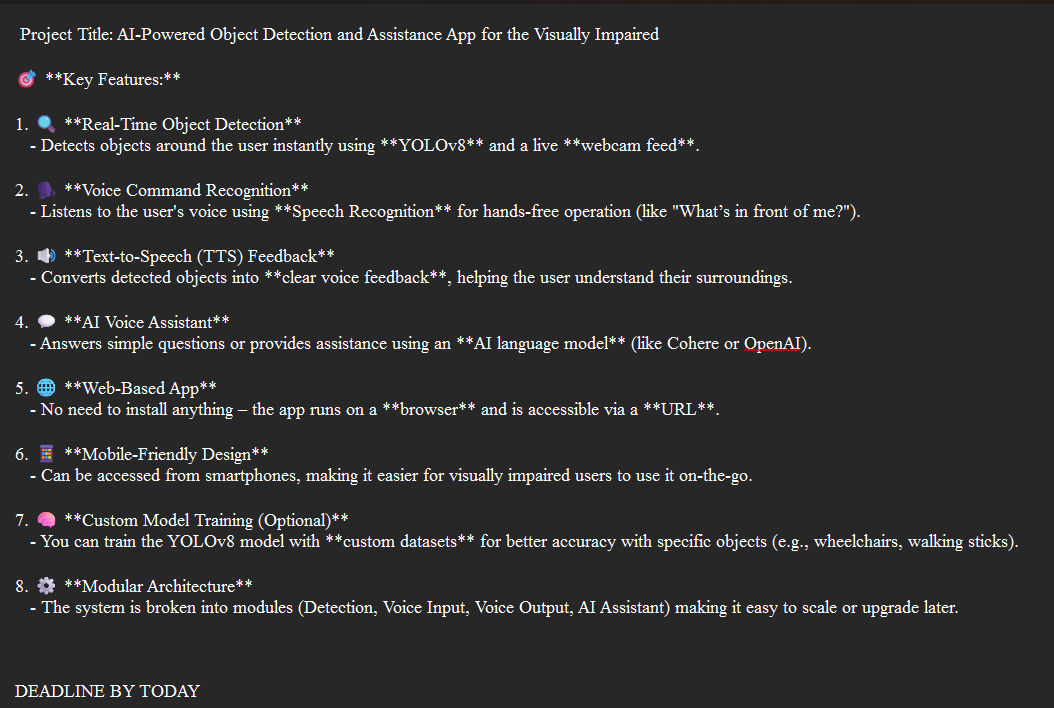 Project Title: AI-Powered Object Detection and Assistance App for the Visually Impaired
🎯 **Key Features:**
1. 🔍 **Real-Time Object Detection**
- Detects objects around the user instantly using **YOLOv8** and a live **webcam feed**.
2. 🗣 **Voice Command Recognition**
- Listens to the user's voice using **Speech Recognition** for hands-free operation (like "What’s in front of me?").
3. 🔊 **Text-to-Speech (TTS) Feedback**
- Converts detected objects into **clear voice feedback**, helping the user understand their surroundings.
4. 💬 **AI Voice Assistant**
- Answers simple questions or provides assistance using an **AI language model** (like Cohere or OpenAI).
5. 🌐 **Web-Based App**
- No need to install anything – the app runs on a **browser** and is accessible via a **URL**.
6. 📱 **Mobile-Friendly Design**
- Can be accessed from smartphones, making it easier for visually impaired users to use it on-the-go.
7. 🧠 **Custom Model Training (Optional)**
- You can train the YOLOv8 model with **custom datasets** for better accuracy with specific objects (e.g., wheelchairs, walking sticks).
8. ⚙ **Modular Architecture**
- The system is broken into modules (Detection, Voice Input, Voice Output, AI Assistant) making it easy to scale or upgrade later.
DEADLINE BY TODAY